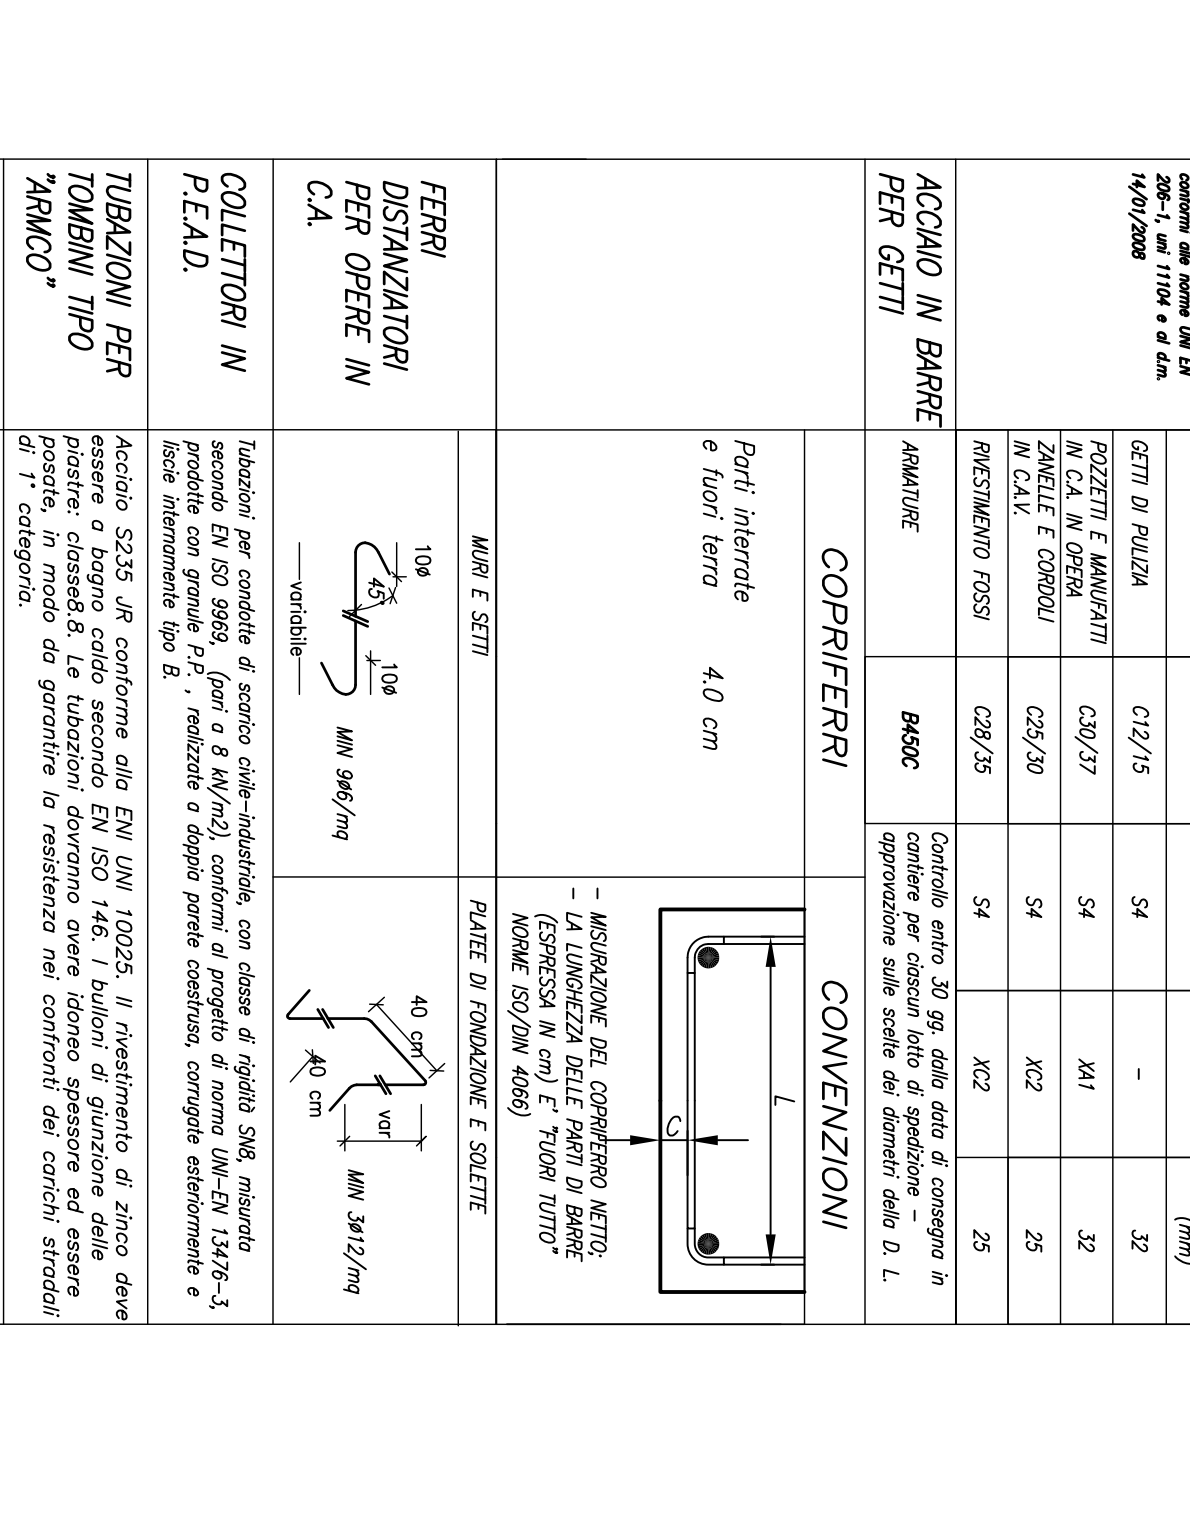 (mm)
conformi alle norme UNI EN
206-1, uni 11104 e al d.m.
14/01/2008
GETTI DI PULIZIA C12/15 S4 - 32
POZZETTI E MANUFATTI
IN C.A. IN OPERA C30/37 S4 XA1 32
ZANELLE E CORDOLI
IN C.A.V. C25/30 S4 XC2 25
RIVESTIMENTO FOSSI C28/35 S4 XC2 25
ACCIAIO IN BARRE
PER GETTI
ARMATURE B450C
Controllo entro 30 gg. dalla data di consegna in
cantiere per ciascun lotto di spedizione -
approvazione sulle scelte dei diametri della D. L.
COPRIFERRI
Parti interrate
e fuori terra 4.0 cm
CONVENZIONI
L
C
- MISURAZIONE DEL COPRIFERRO NETTO;
- LA LUNGHEZZA DELLE PARTI DI BARRE
(ESPRESSA IN cm) E' "FUORI TUTTO"
NORME ISO/DIN 4066)
FERRI
DISTANZIATORI
PER OPERE IN
C.A.
MURI E SETTI
10ø
45°
10ø
variabile
MIN 9ø6/mq
PLATEE DI FONDAZIONE E SOLETTE
40 cm
var
40 cm
MIN 3ø12/mq
COLLETTORI IN
P.E.A.D.
Tubazioni per condotte di scarico civile-industriale, con classe di rigidità SN8, misurata
secondo EN ISO 9969, (pari a 8 kN/m2), conformi al progetto di norma UNI-EN 13476-3,
prodotte con granule P.P. , realizzate a doppia parete coestrusa, corrugate esteriormente e
liscie internamente tipo B.
TUBAZIONI PER
TOMBINI TIPO
"ARMCO"
Acciaio S235 JR conforme alla ENI UNI 10025. Il rivestimento di zinco deve
essere a bagno caldo secondo EN ISO 146. I bulloni di giunzione delle
piastre: classe8.8. Le tubazioni dovranno avere idoneo spessore ed essere
posate, in modo da garantire la resistenza nei confronti dei carichi stradali
di 1° categoria.